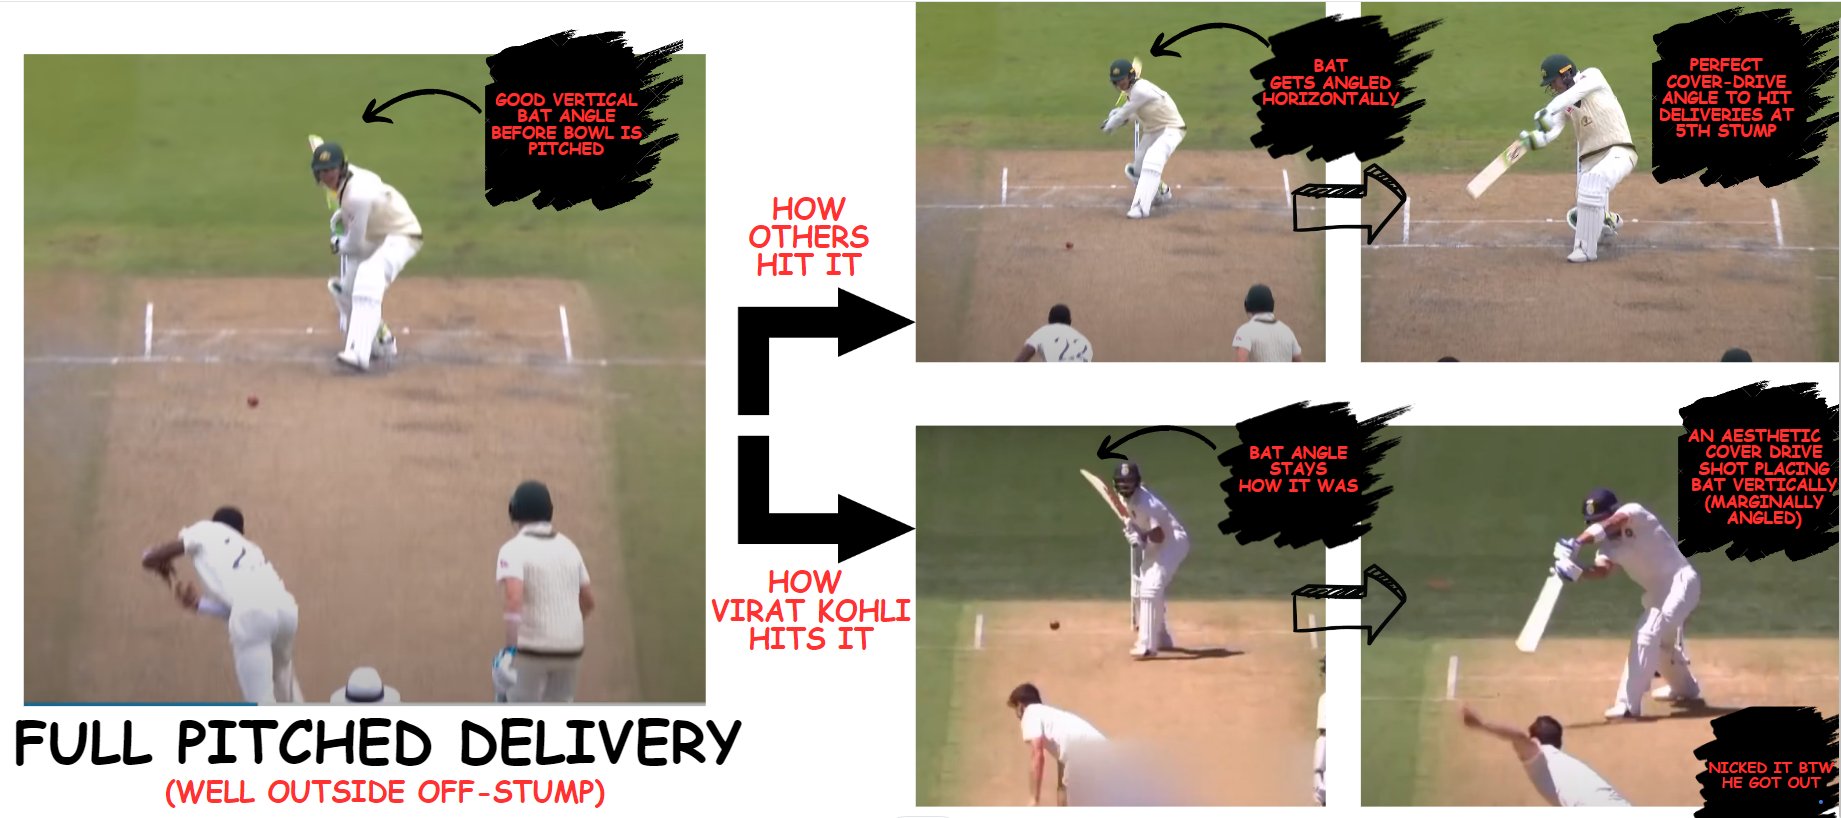 GOOD VERTICAL
BAT ANGLE
BEFORE BOWL IS
PITCHED
FULL PITCHED DELIVERY
(WELL OUTSIDE OFF-STUMP)
HOW
OTHERS
HIT IT
BAT
GETS ANGLED
HORIZONTALLY
PERFECT
COVER-DRIVE
ANGLE TO HIT
DELIVERIES AT
5TH STUMP
HOW
VIRAT KOHLI
HITS IT
BAT ANGLE
STAYS
HOW IT WAS
AN AESTHETIC
COVER DRIVE
SHOT PLACING
BAT VERTICALLY
(MARGINALLY
ANGLED)
NICKED IT BTW
HE GOT OUT